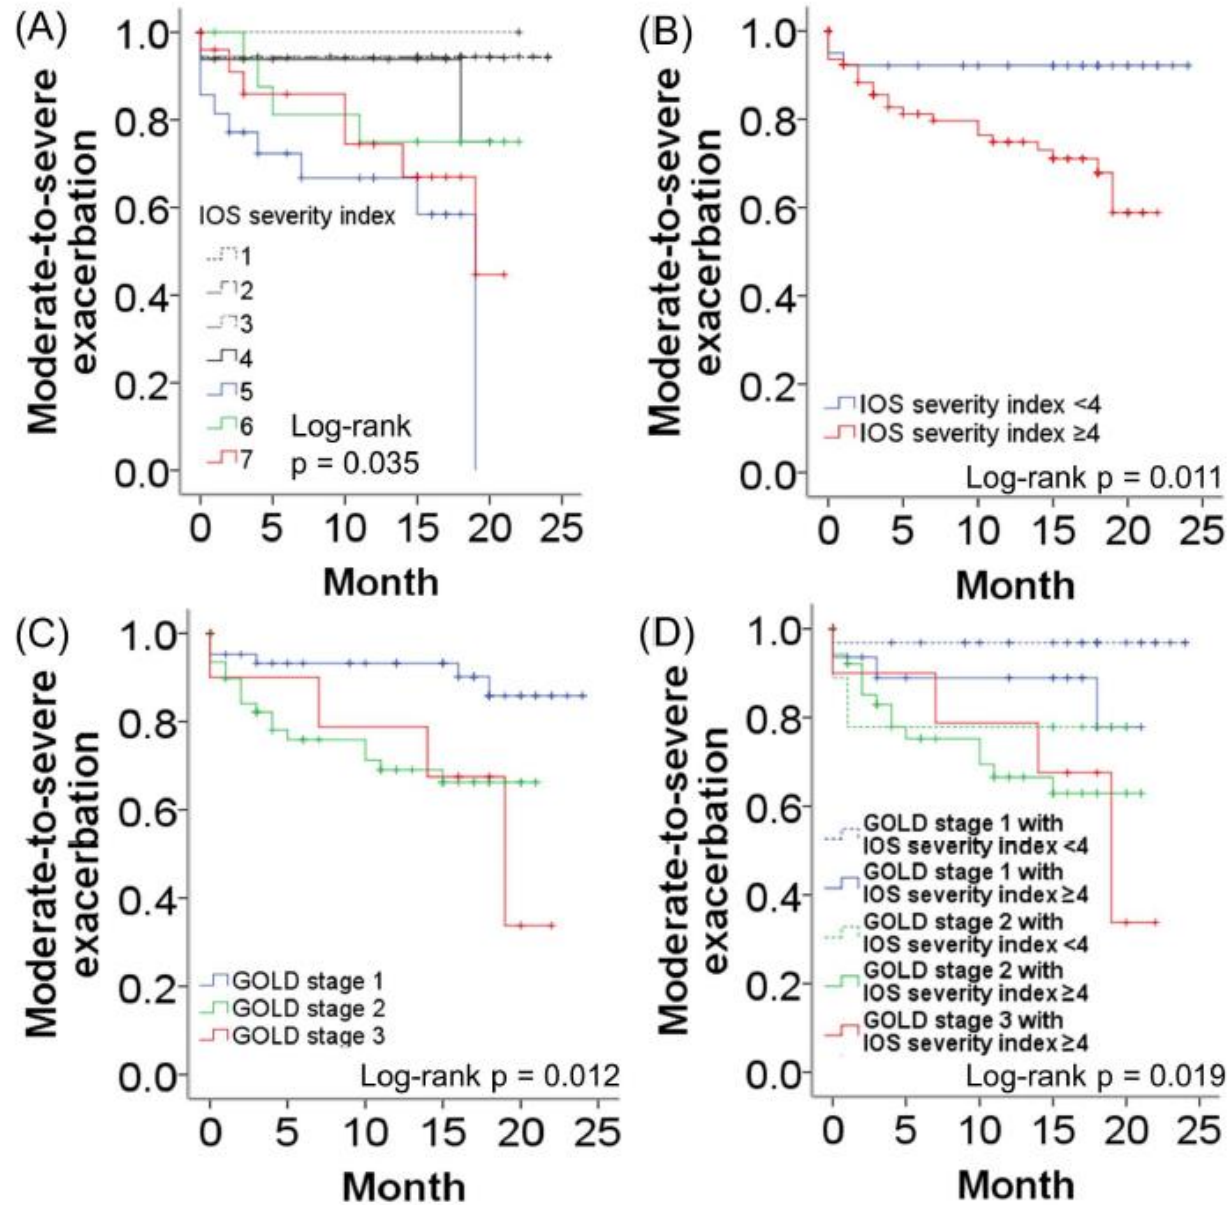 (A)
Moderate-to-severe
exacerbation
1.0
0.8
0.6
0.4
0.2
0.0
IOS severity index
1
2
3
4
5
6
7
Log-rank
p = 0.035
0 5 10 15 20 25
Month
(B)
Moderate-to-severe
exacerbation
1.0
0.8
0.6
0.4
0.2
0.0
IOS severity index <4
IOS severity index ≥4
Log-rank p = 0.011
0 5 10 15 20 25
Month
(C)
Moderate-to-severe
exacerbation
1.0
0.8
0.6
0.4
0.2
0.0
GOLD stage 1
GOLD stage 2
GOLD stage 3
Log-rank p = 0.012
0 5 10 15 20 25
Month
(D)
Moderate-to-severe
exacerbation
1.0
0.8
0.6
0.4
0.2
0.0
GOLD stage 1 with
IOS severity index <4
GOLD stage 1 with
IOS severity index ≥4
GOLD stage 2 with
IOS severity index <4
GOLD stage 2 with
IOS severity index ≥4
GOLD stage 3 with
IOS severity index ≥4
Log-rank p = 0.019
0 5 10 15 20 25
Month